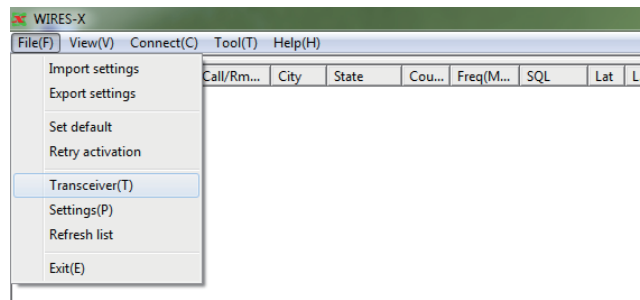 WIRES-X
File(F) View(V) Connect(C) Tool(T) Help(H)
Call/Rm... City State Cou... Freq(M... SQL Lat L
Import settings
Export settings
Set default
Retry activation
Transceiver(T)
Settings(P)
Refresh list
Exit(E)